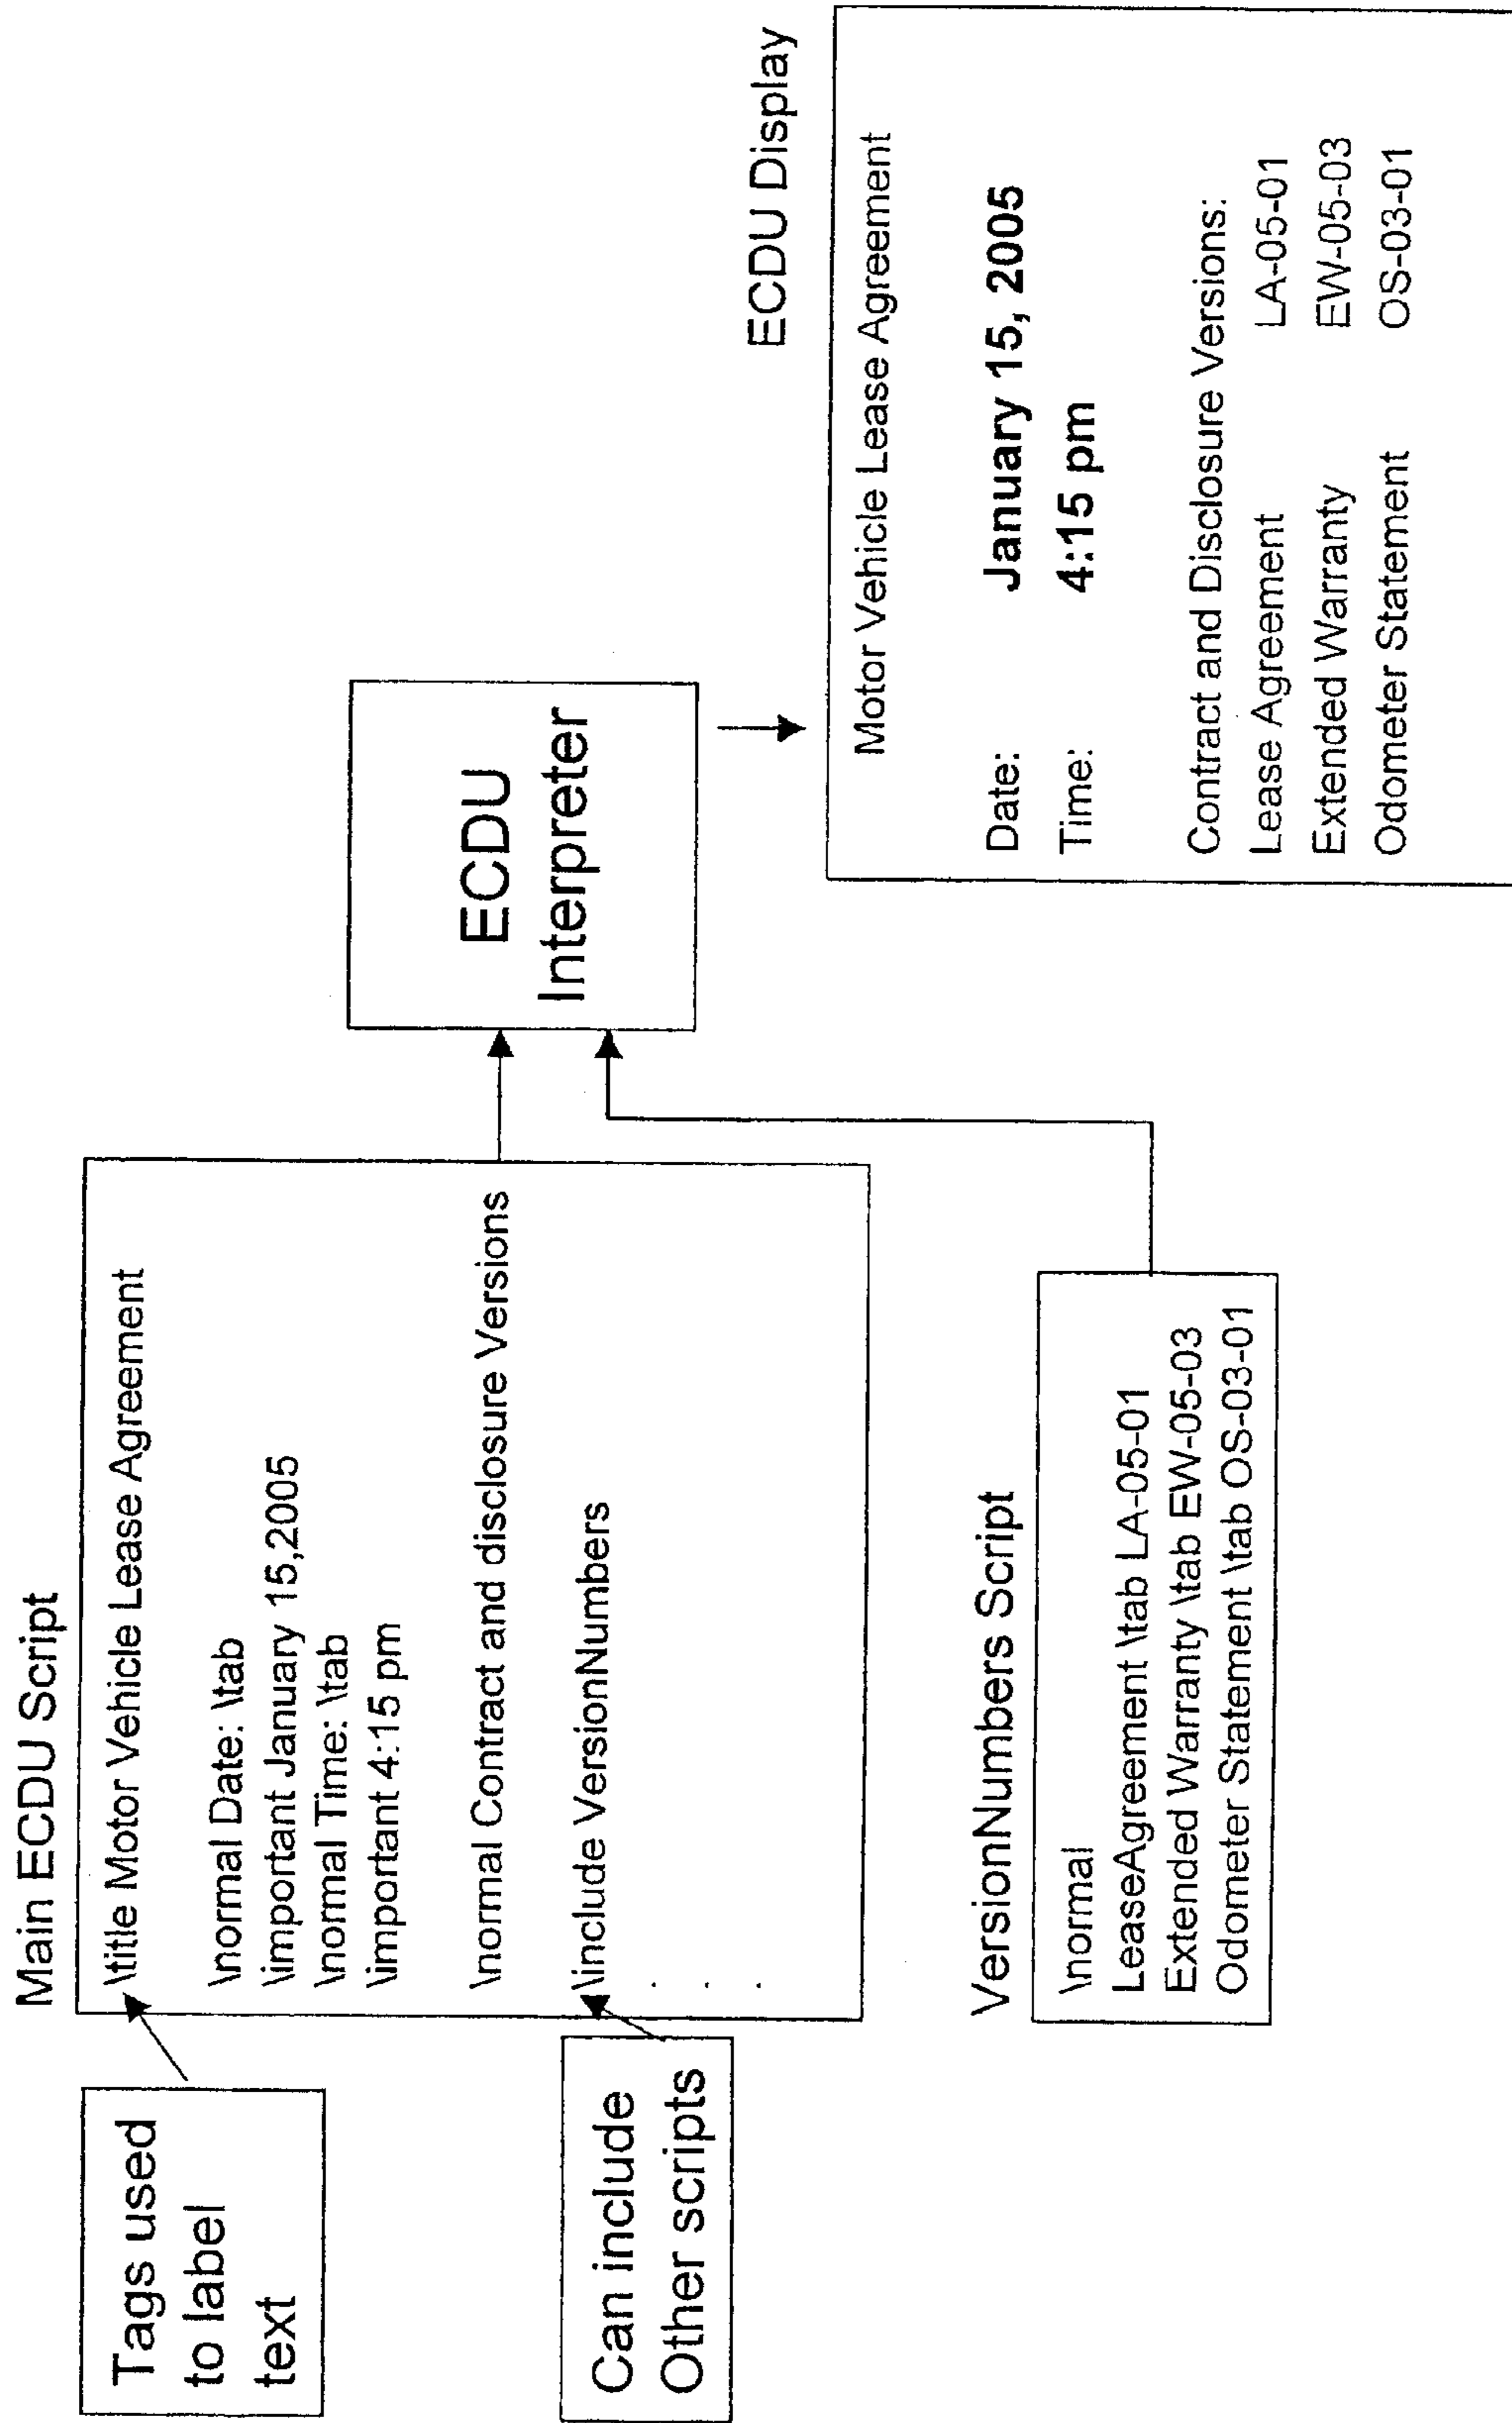 Main ECDU Script
Tags used
to label
text
\title Motor Vehicle Lease Agreement
\normal Date: \tab
\important January 15,2005
\normal Time: \tab
\important 4:15 pm
\normal Contract and disclosure Versions
Can include
Other scripts
\include VersionNumbers
.
.
.
VersionNumbers Script
\normal
LeaseAgreement \tab LA-05-01
Extended Warranty \tab EW-05-03
Odometer Statement \tab OS-03-01
ECDU
Interpreter
ECDU Display
Motor Vehicle Lease Agreement
Date: January 15, 2005
Time: 4:15 pm
Contract and Disclosure Versions:
Lease Agreement LA-05-01
Extended Warranty EW-05-03
Odometer Statement OS-03-01